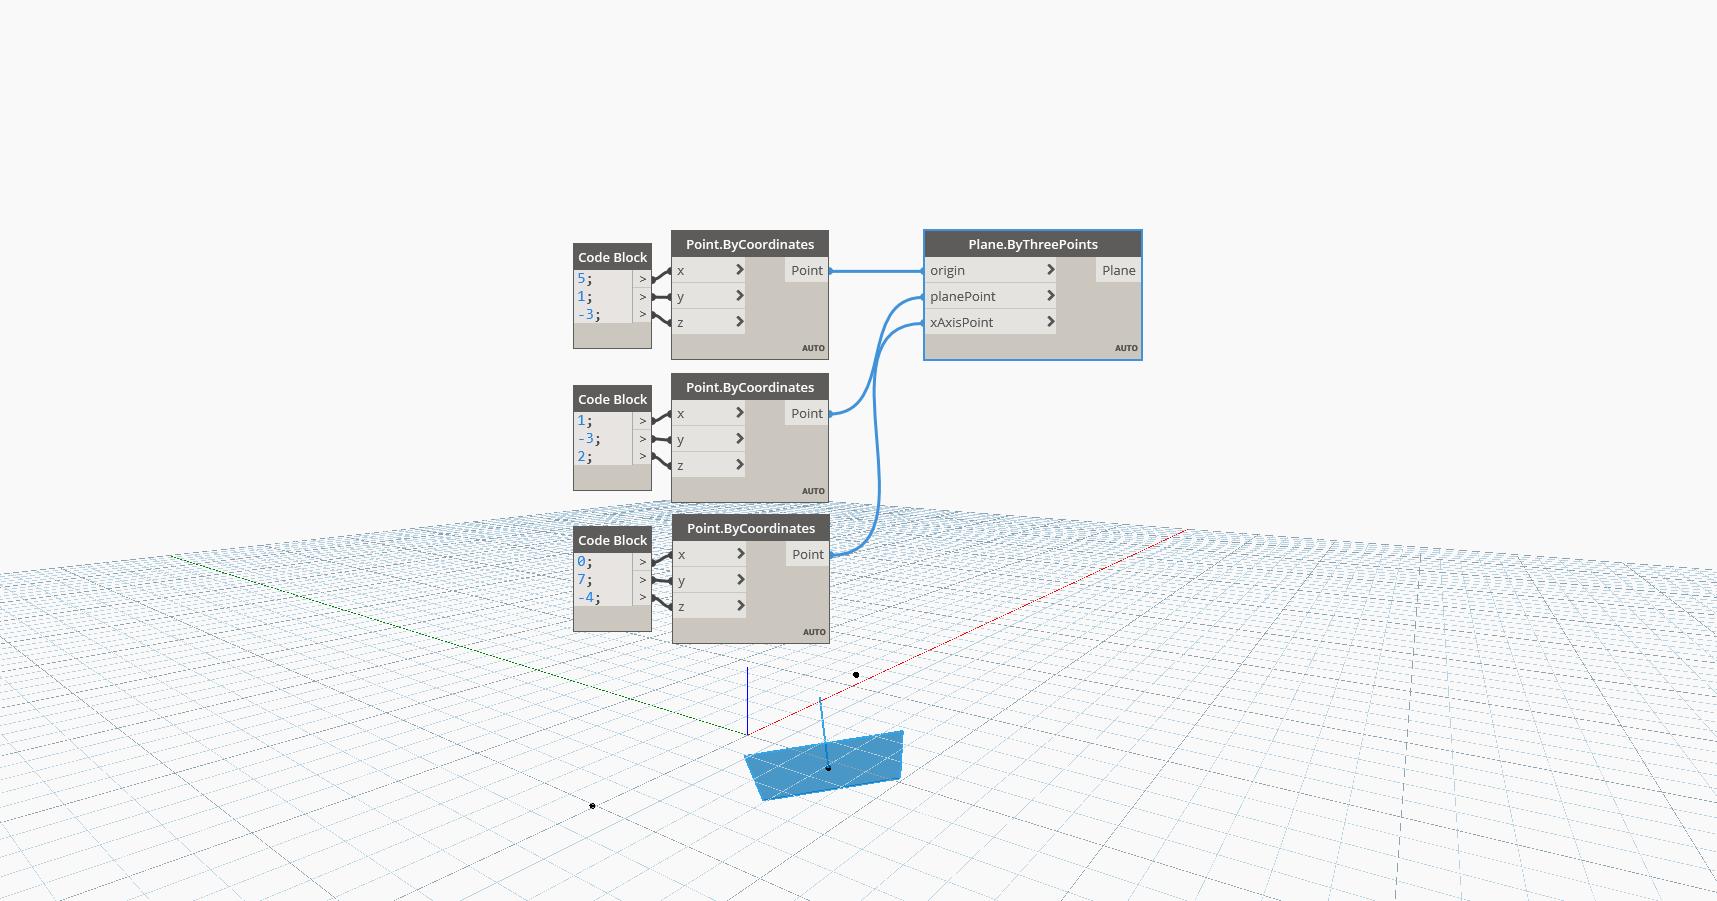 Code Block
5; >
1; >
-3; >
Point.ByCoordinates
x > Point
y >
z >
AUTO
Plane.ByThreePoints
origin > Plane
planePoint >
xAxisPoint >
AUTO
Code Block
1; >
-3; >
2; >
Point.ByCoordinates
x > Point
y >
z >
AUTO
Code Block
0; >
7; >
-4; >
Point.ByCoordinates
x > Point
y >
z >
AUTO